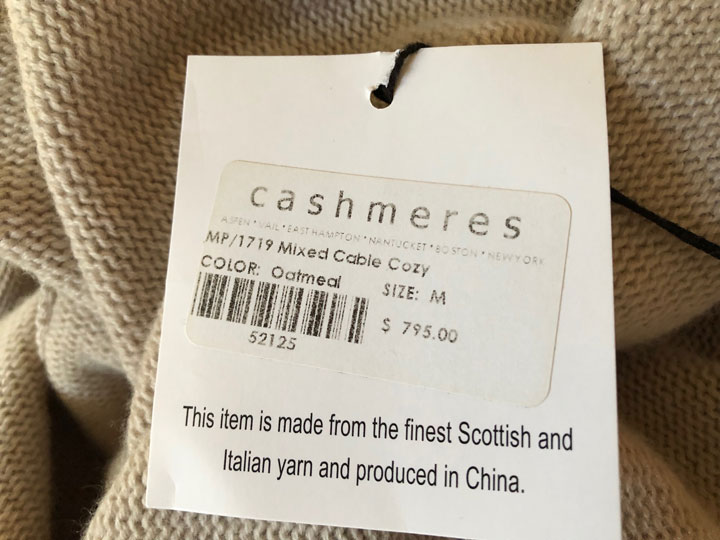 cashmeres
ASPEN * VAIL * EAST HAMPTON * NANTUCKET * BOSTON * NEW YORK
MP/1719 Mixed Cable Cozy
COLOR: Oatmeal SIZE: M
$ 795.00
52125
This item is made from the finest Scottish and
Italian yarn and produced in China.